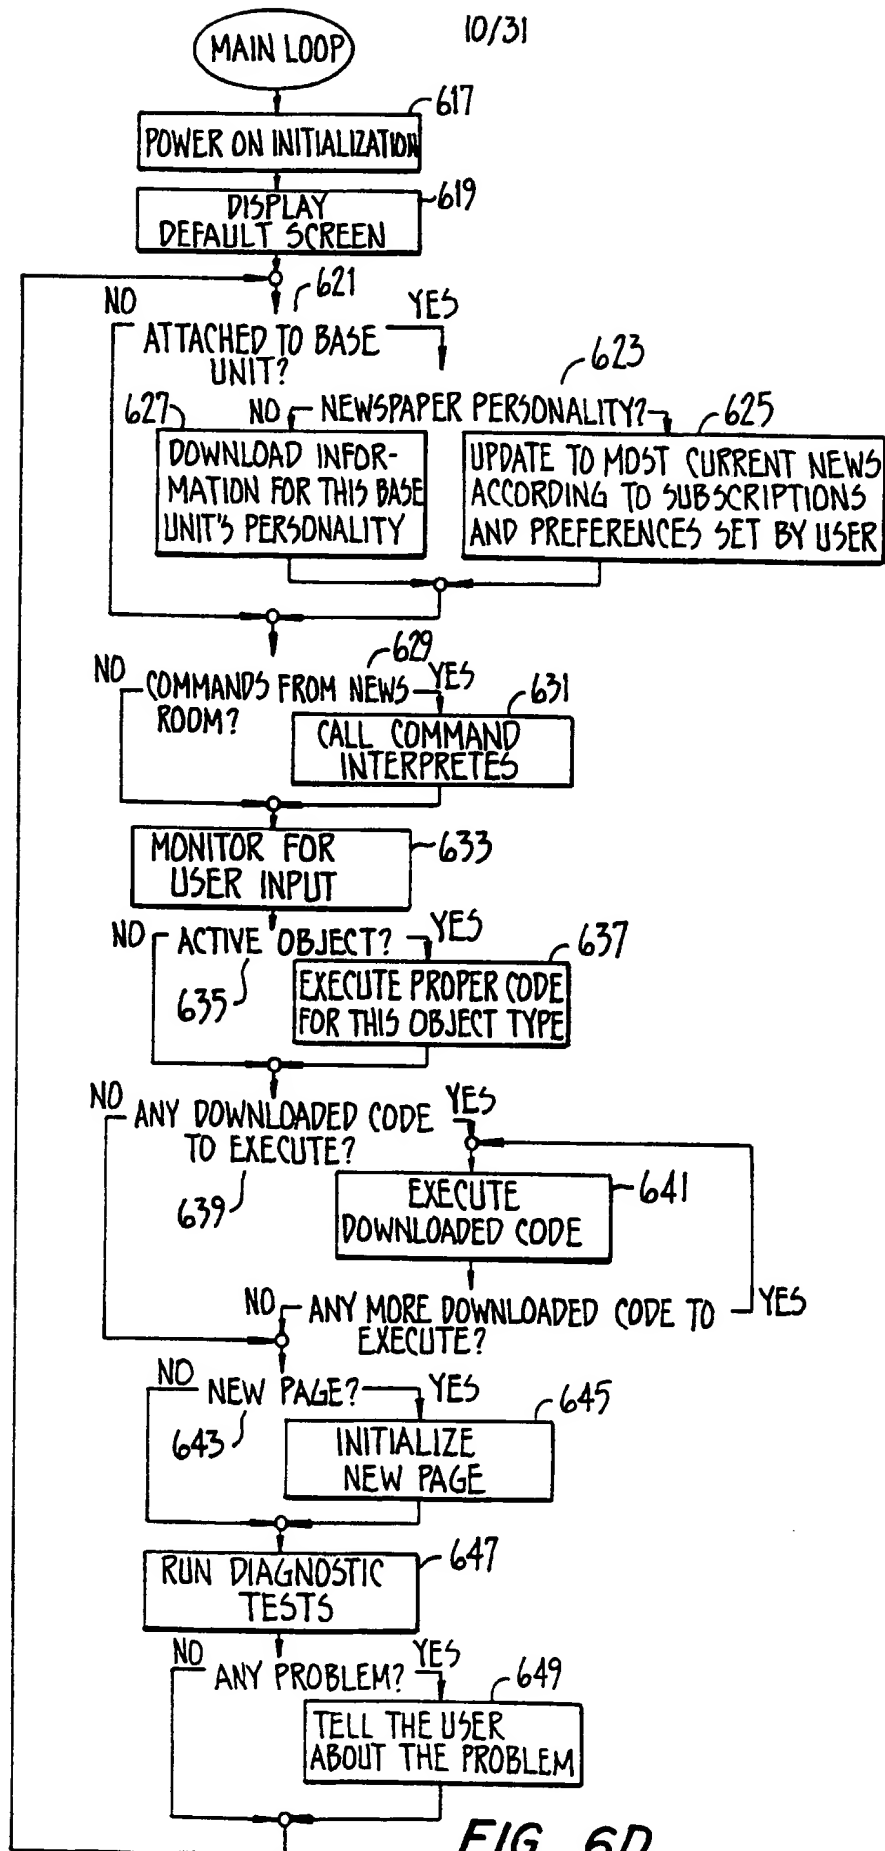 10/31
MAIN LOOP
617
POWER ON INITIALIZATION
619
DISPLAY
DEFAULT SCREEN
621
NO
YES
ATTACHED TO BASE
UNIT?
623
627
NO
NEWSPAPER PERSONALITY?
625
DOWNLOAD INFOR-
MATION FOR THIS BASE
UNIT'S PERSONALITY
UPDATE TO MOST CURRENT NEWS
ACCORDING TO SUBSCRIPTIONS
AND PREFERENCES SET BY USER
629
NO
COMMANDS FROM NEWS
ROOM?
YES
631
CALL COMMAND
INTERPRETES
MONITOR FOR
USER INPUT
633
NO
ACTIVE OBJECT?
YES
635
637
EXECUTE PROPER CODE
FOR THIS OBJECT TYPE
NO
ANY DOWNLOADED CODE
TO EXECUTE?
YES
639
EXECUTE
DOWNLOADED CODE
641
NO
ANY MORE DOWNLOADED CODE TO
EXECUTE?
YES
NO
NEW PAGE?
YES
643
645
INITIALIZE
NEW PAGE
RUN DIAGNOSTIC
TESTS
647
NO
ANY PROBLEM?
YES
649
TELL THE USER
ABOUT THE PROBLEM
FIG. 6D